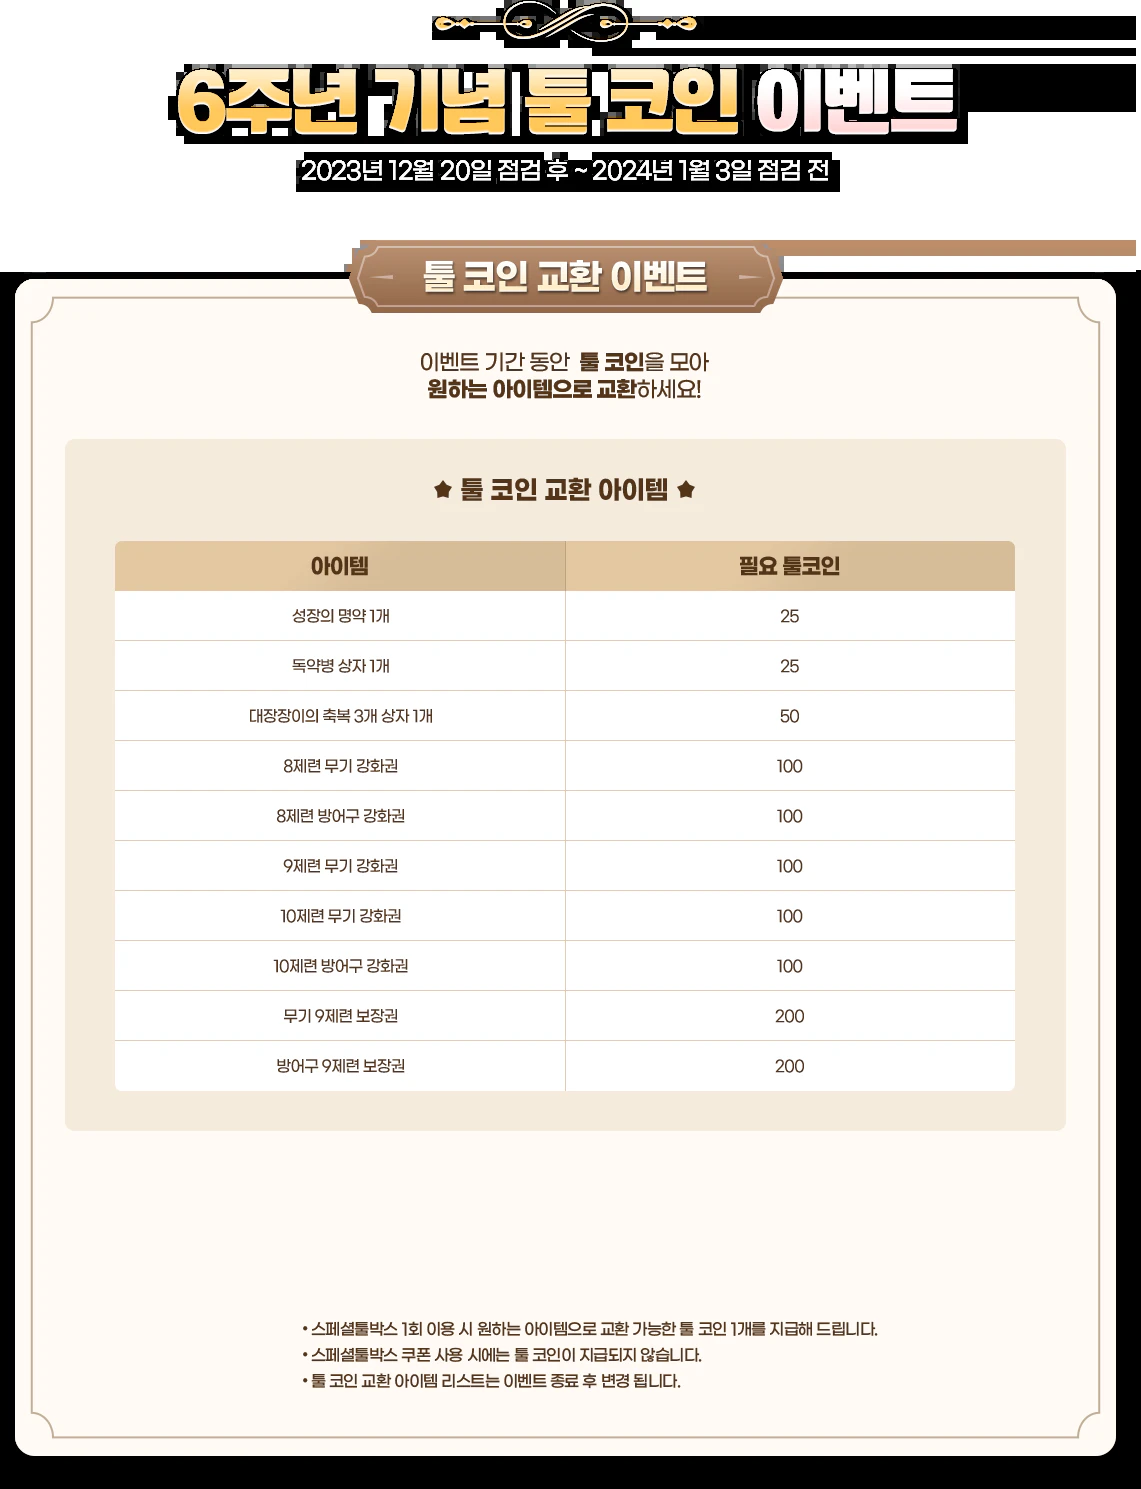 6주년 기념 툴 코인 이벤트
2023년 12월 20일 점검 후 ~ 2024년 1월 3일 점검 전
툴 코인 교환 이벤트
이벤트 기간 동안 툴 코인을 모아
원하는 아이템으로 교환하세요!
★ 툴 코인 교환 아이템 ★
아이템 필요 툴코인
성장의 명약 1개 25
독약병 상자 1개 25
대장장이의 축복 3개 상자 1개 50
8제련 무기 강화권 100
8제련 방어구 강화권 100
9제련 무기 강화권 100
10제련 무기 강화권 100
10제련 방어구 강화권 100
무기 9제련 보장권 200
방어구 9제련 보장권 200
• 스페셜툴박스 1회 이용 시 원하는 아이템으로 교환 가능한 툴 코인 1개를 지급해 드립니다.
• 스페셜툴박스 쿠폰 사용 시에는 툴 코인이 지급되지 않습니다.
• 툴 코인 교환 아이템 리스트는 이벤트 종료 후 변경 됩니다.